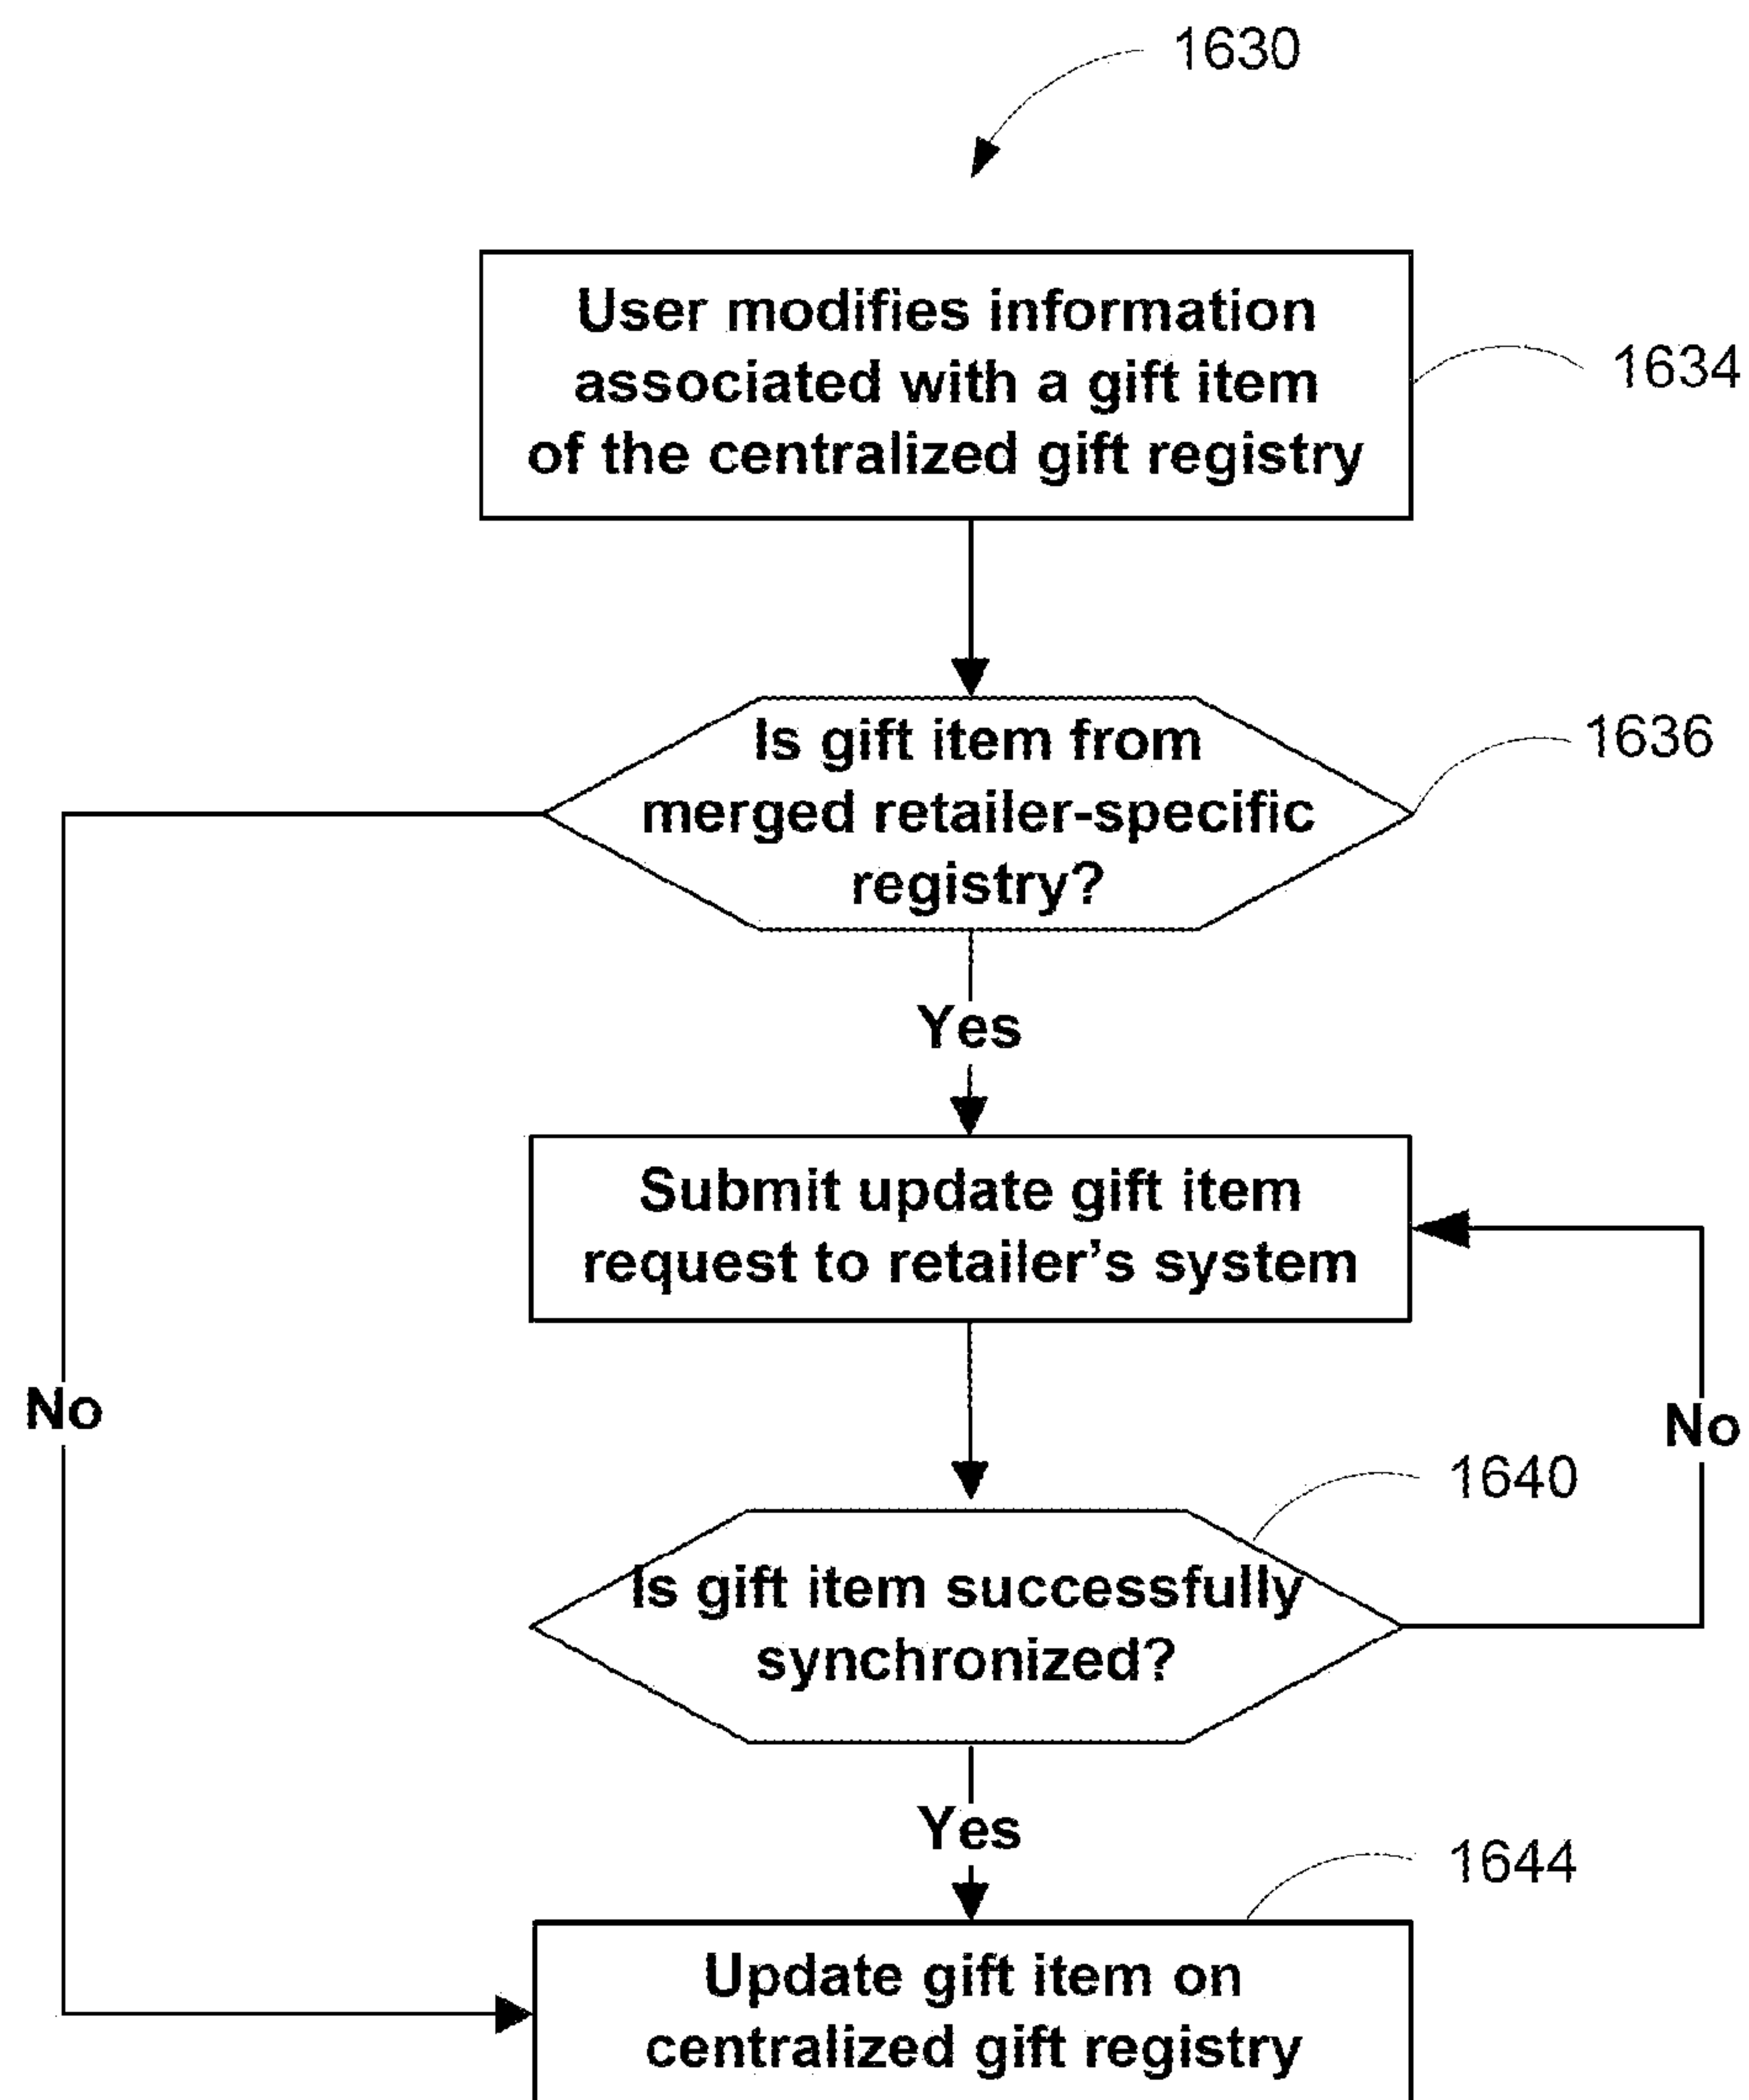 1630
User modifies information
associated with a gift item
of the centralized gift registry
1634
Is gift item from
merged retailer-specific
registry?
1636
Yes
Submit update gift item
request to retailer's system
No
No
1640
Is gift item successfully
synchronized?
Yes
1644
Update gift item on
centralized gift registry